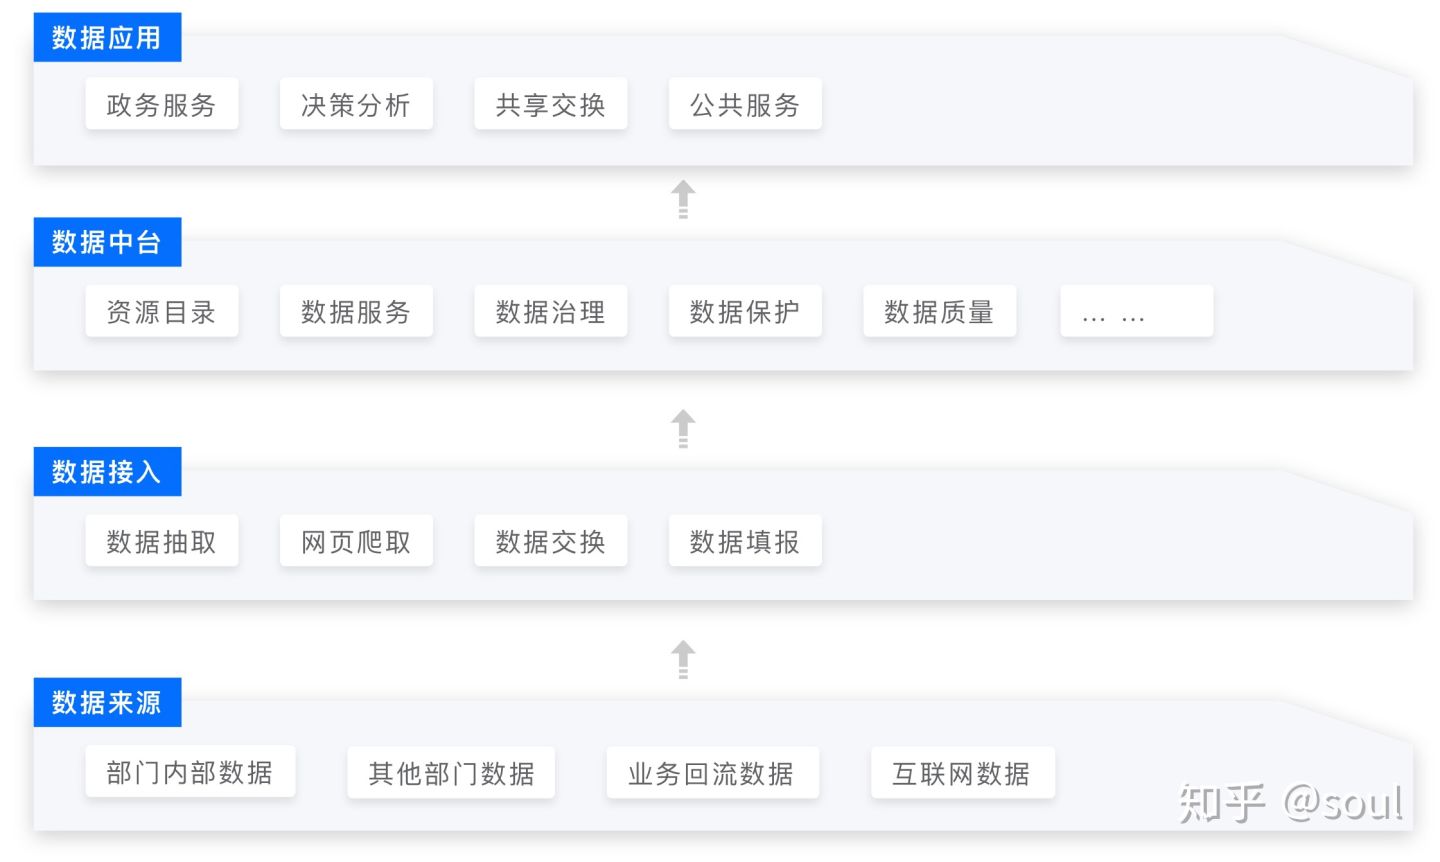 数据应用
政务服务 决策分析 共享交换 公共服务
数据中台
资源目录 数据服务 数据治理 数据保护 数据质量 … …
数据接入
数据抽取 网页爬取 数据交换 数据填报
数据来源
部门内部数据 其他部门数据 业务回流数据 互联网数据
知乎 @soul